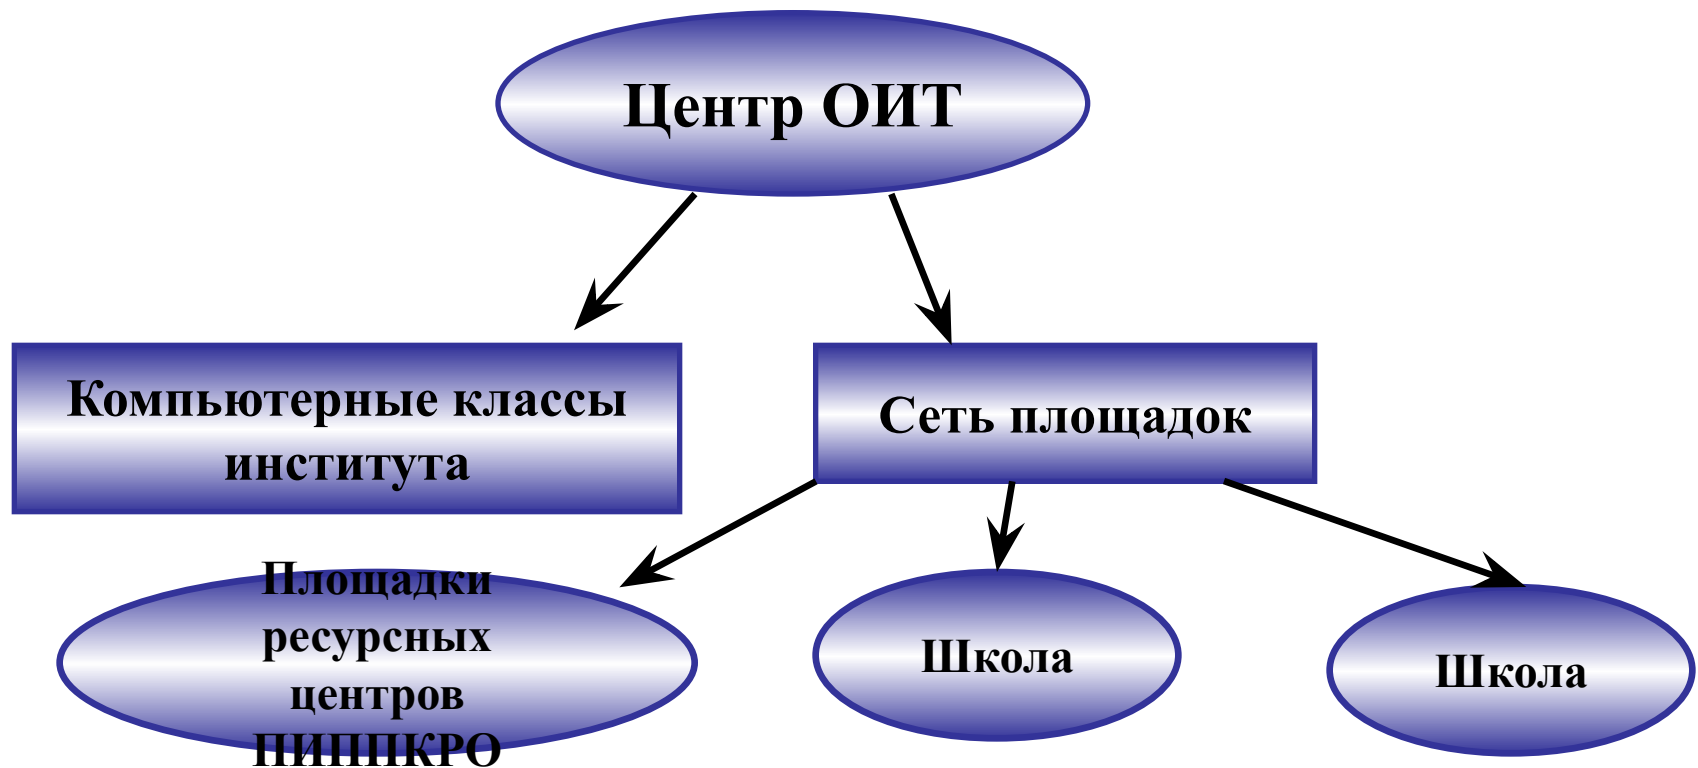 Центр ОИТ
Компьютерные классы
института
Сеть площадок
Площадки
ресурсных
центров
ПИППКРО
Школа
Школа